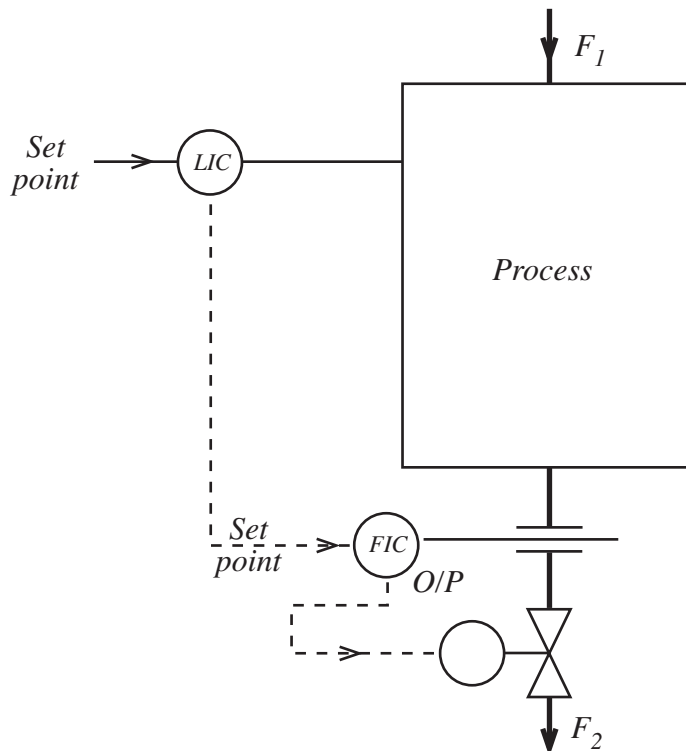 F1
Set
point
LIC
Process
Set
point
FIC
O/P
F2